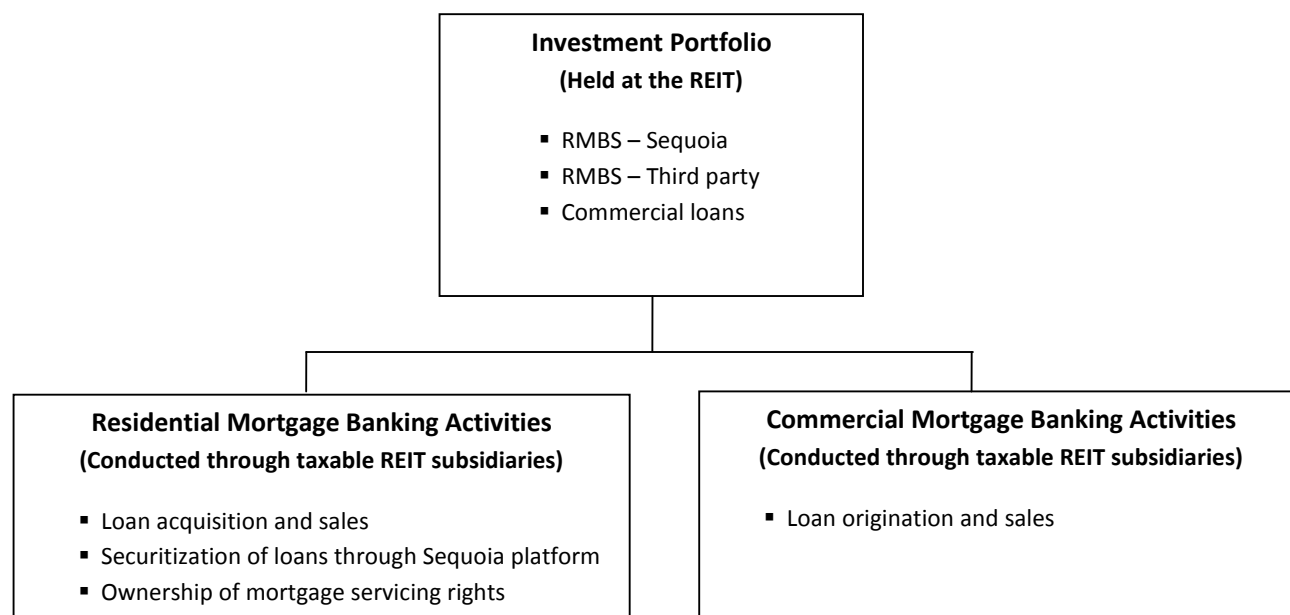 Investment Portfolio
(Held at the REIT)
▪ RMBS – Sequoia
▪ RMBS – Third party
▪ Commercial loans
Residential Mortgage Banking Activities
(Conducted through taxable REIT subsidiaries)
▪ Loan acquisition and sales
▪ Securitization of loans through Sequoia platform
▪ Ownership of mortgage servicing rights
Commercial Mortgage Banking Activities
(Conducted through taxable REIT subsidiaries)
▪ Loan origination and sales